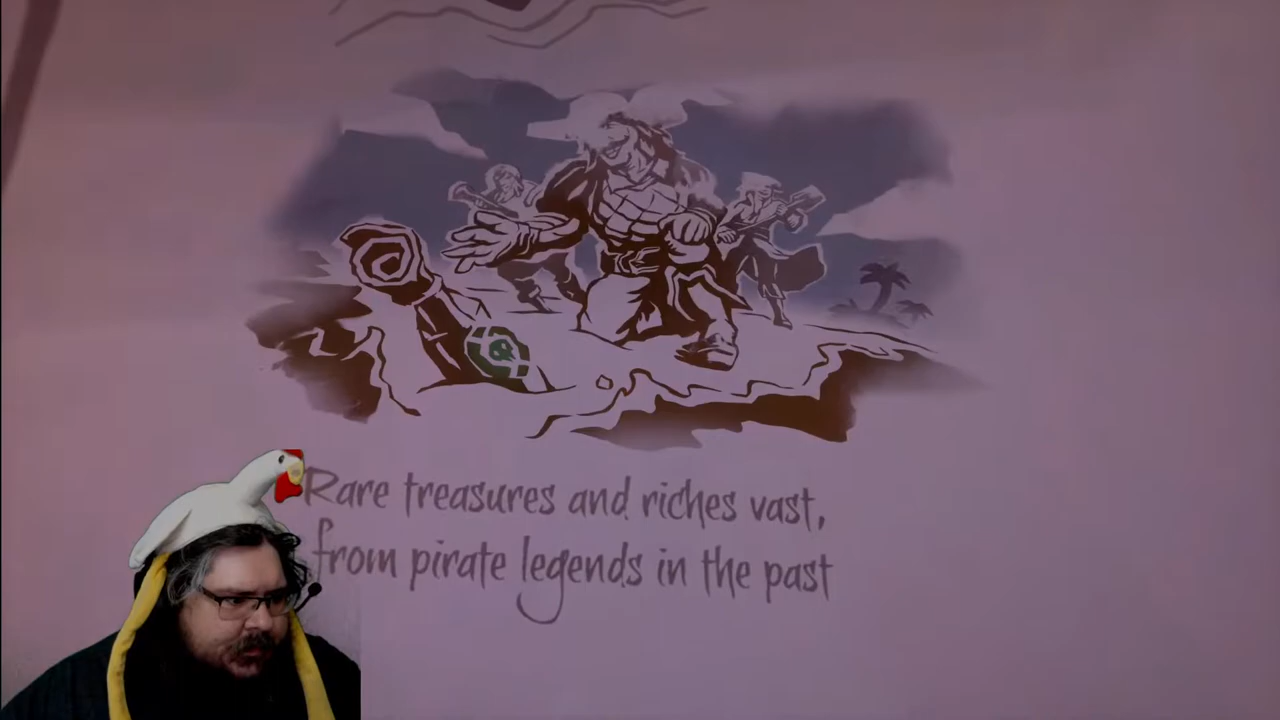 Rare treasures and riches vast,
from pirate legends in the past